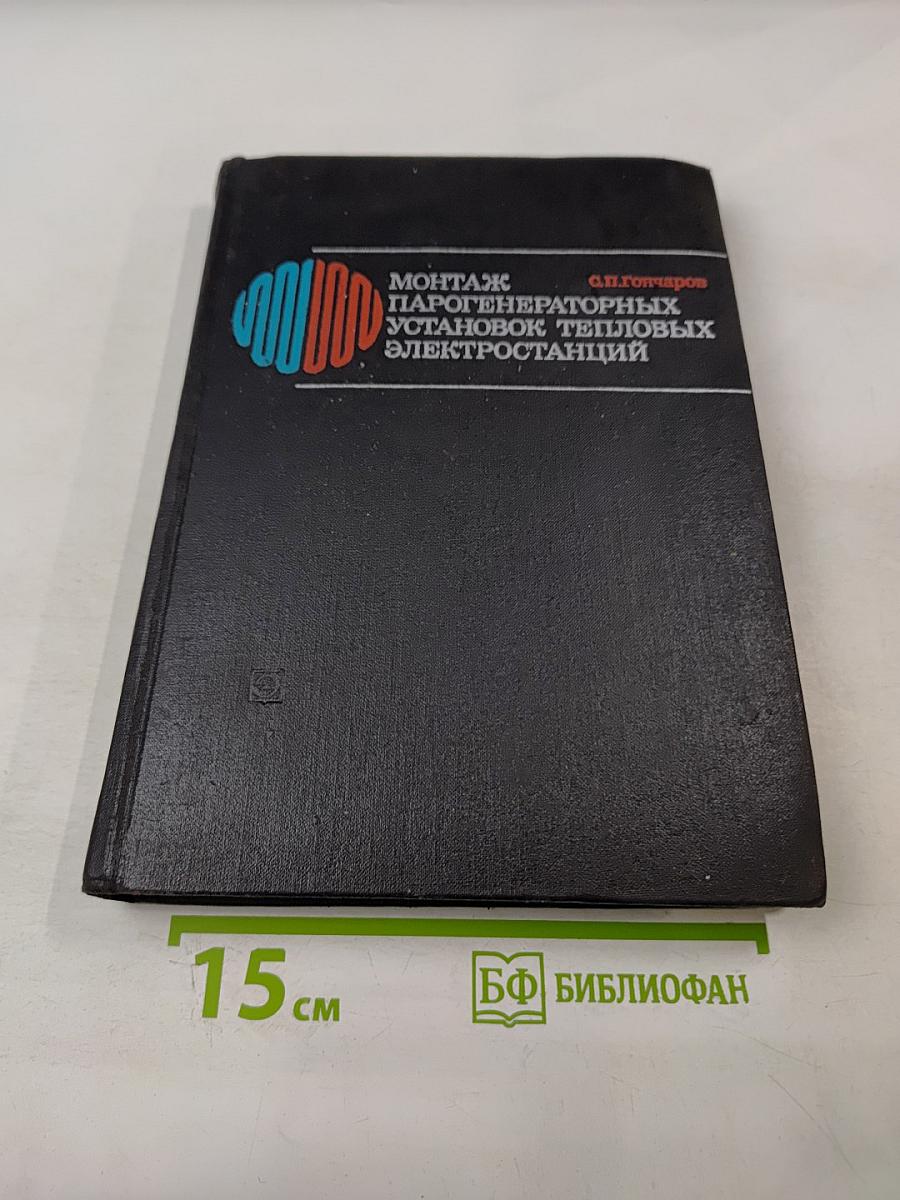 С.П.Гончаров
МОНТАЖ
ПАРОГЕНЕРАТОРНЫХ
УСТАНОВОК ТЕПЛОВЫХ
ЭЛЕКТРОСТАНЦИЙ
15 см
БФ БИБЛИОФАН